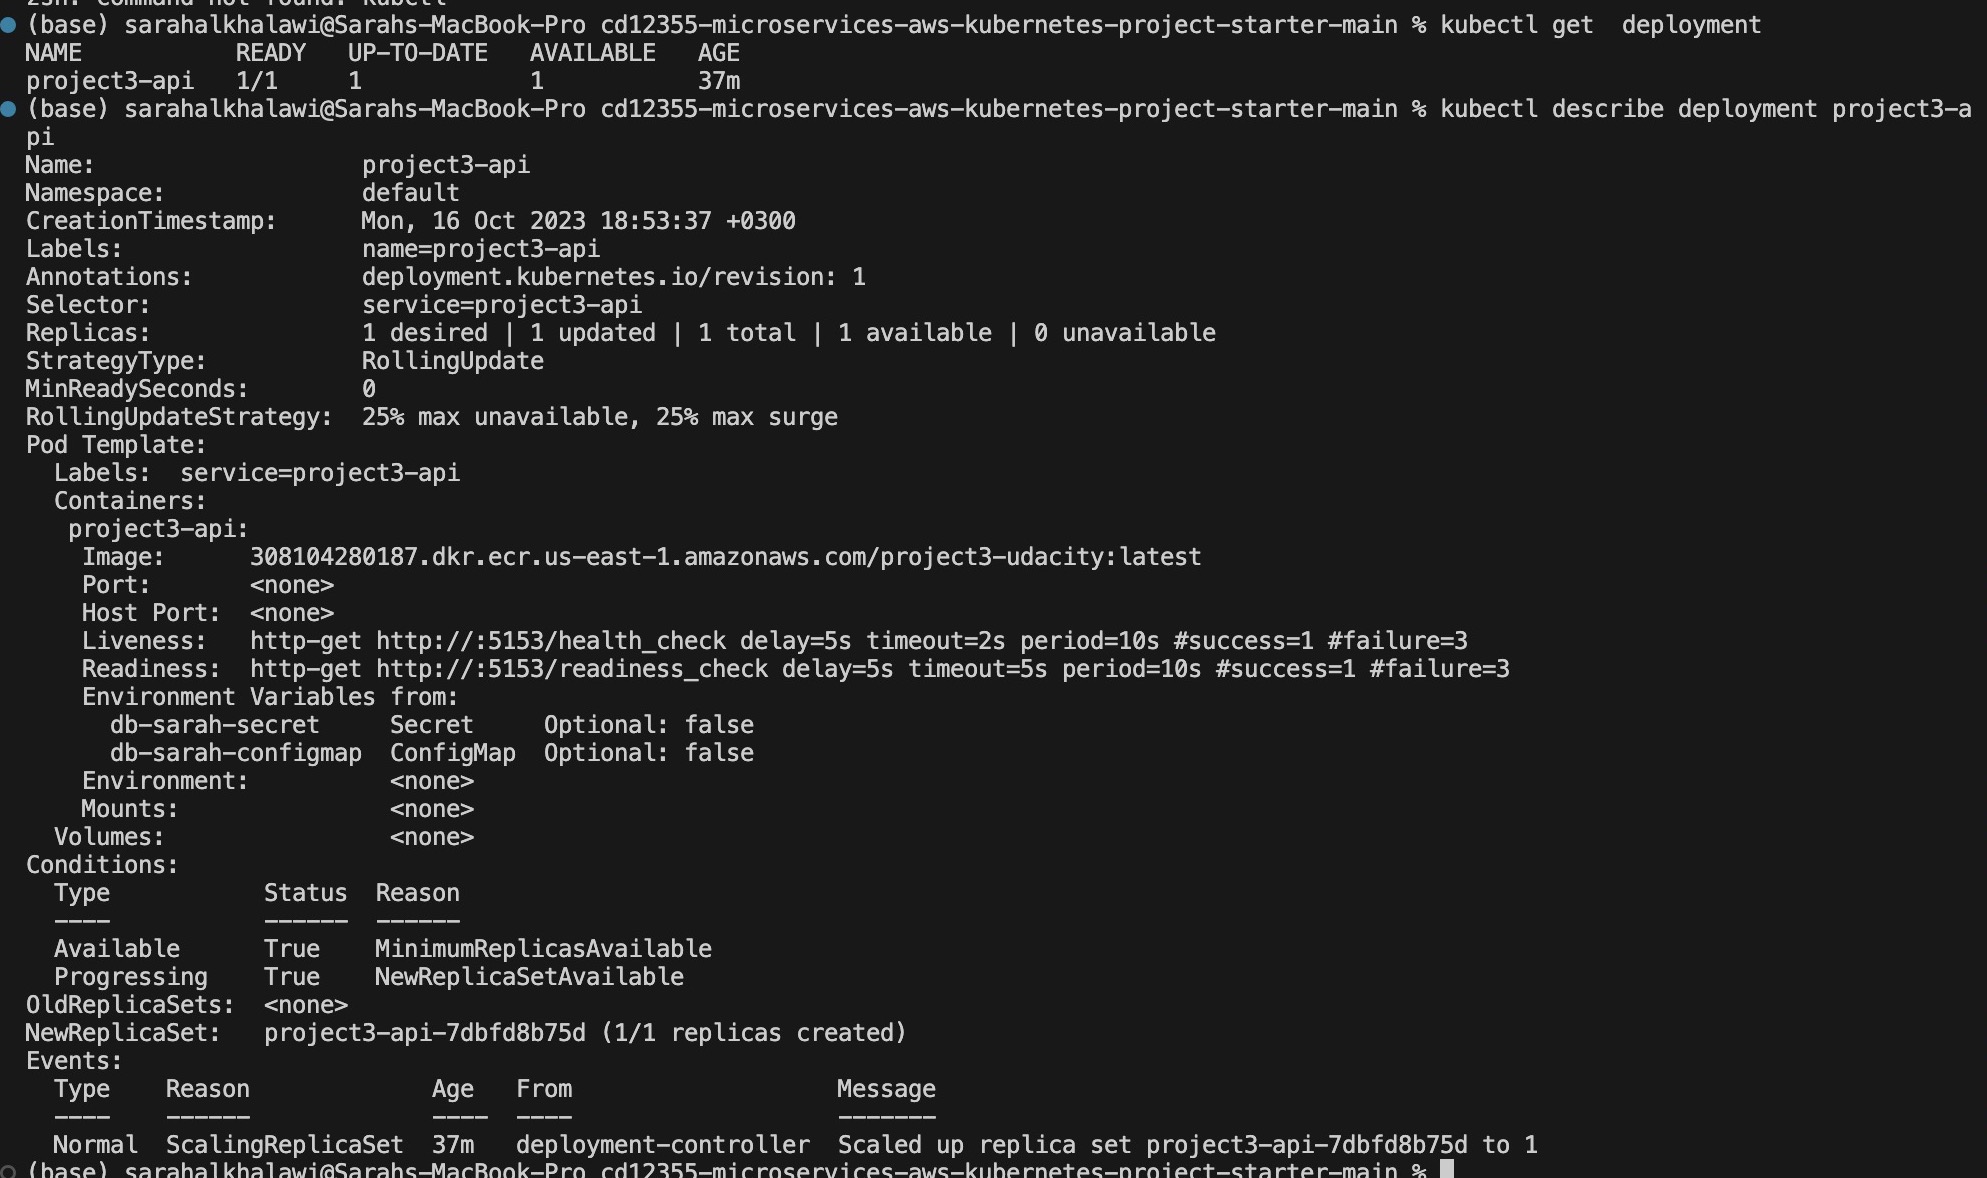 zsh: command not found: kubectl
(base) sarahalkhalawi@Sarahs-MacBook-Pro cd12355-microservices-aws-kubernetes-project-starter-main % kubectl get  deployment
NAME           READY   UP-TO-DATE   AVAILABLE   AGE
project3-api   1/1     1            1           37m
(base) sarahalkhalawi@Sarahs-MacBook-Pro cd12355-microservices-aws-kubernetes-project-starter-main % kubectl describe deployment project3-a
pi
Name:                   project3-api
Namespace:              default
CreationTimestamp:      Mon, 16 Oct 2023 18:53:37 +0300
Labels:                 name=project3-api
Annotations:            deployment.kubernetes.io/revision: 1
Selector:               service=project3-api
Replicas:               1 desired | 1 updated | 1 total | 1 available | 0 unavailable
StrategyType:           RollingUpdate
MinReadySeconds:        0
RollingUpdateStrategy:  25% max unavailable, 25% max surge
Pod Template:
  Labels:  service=project3-api
  Containers:
   project3-api:
    Image:      308104280187.dkr.ecr.us-east-1.amazonaws.com/project3-udacity:latest
    Port:       <none>
    Host Port:  <none>
    Liveness:   http-get http://:5153/health_check delay=5s timeout=2s period=10s #success=1 #failure=3
    Readiness:  http-get http://:5153/readiness_check delay=5s timeout=5s period=10s #success=1 #failure=3
    Environment Variables from:
      db-sarah-secret     Secret     Optional: false
      db-sarah-configmap  ConfigMap  Optional: false
    Environment:          <none>
    Mounts:               <none>
  Volumes:                <none>
Conditions:
  Type           Status  Reason
  ----           ------  ------
  Available      True    MinimumReplicasAvailable
  Progressing    True    NewReplicaSetAvailable
OldReplicaSets:  <none>
NewReplicaSet:   project3-api-7dbfd8b75d (1/1 replicas created)
Events:
  Type    Reason             Age   From                   Message
  ----    ------             ----  ----                   -------
  Normal  ScalingReplicaSet  37m   deployment-controller  Scaled up replica set project3-api-7dbfd8b75d to 1
(base) sarahalkhalawi@Sarahs-MacBook-Pro cd12355-microservices-aws-kubernetes-project-starter-main %